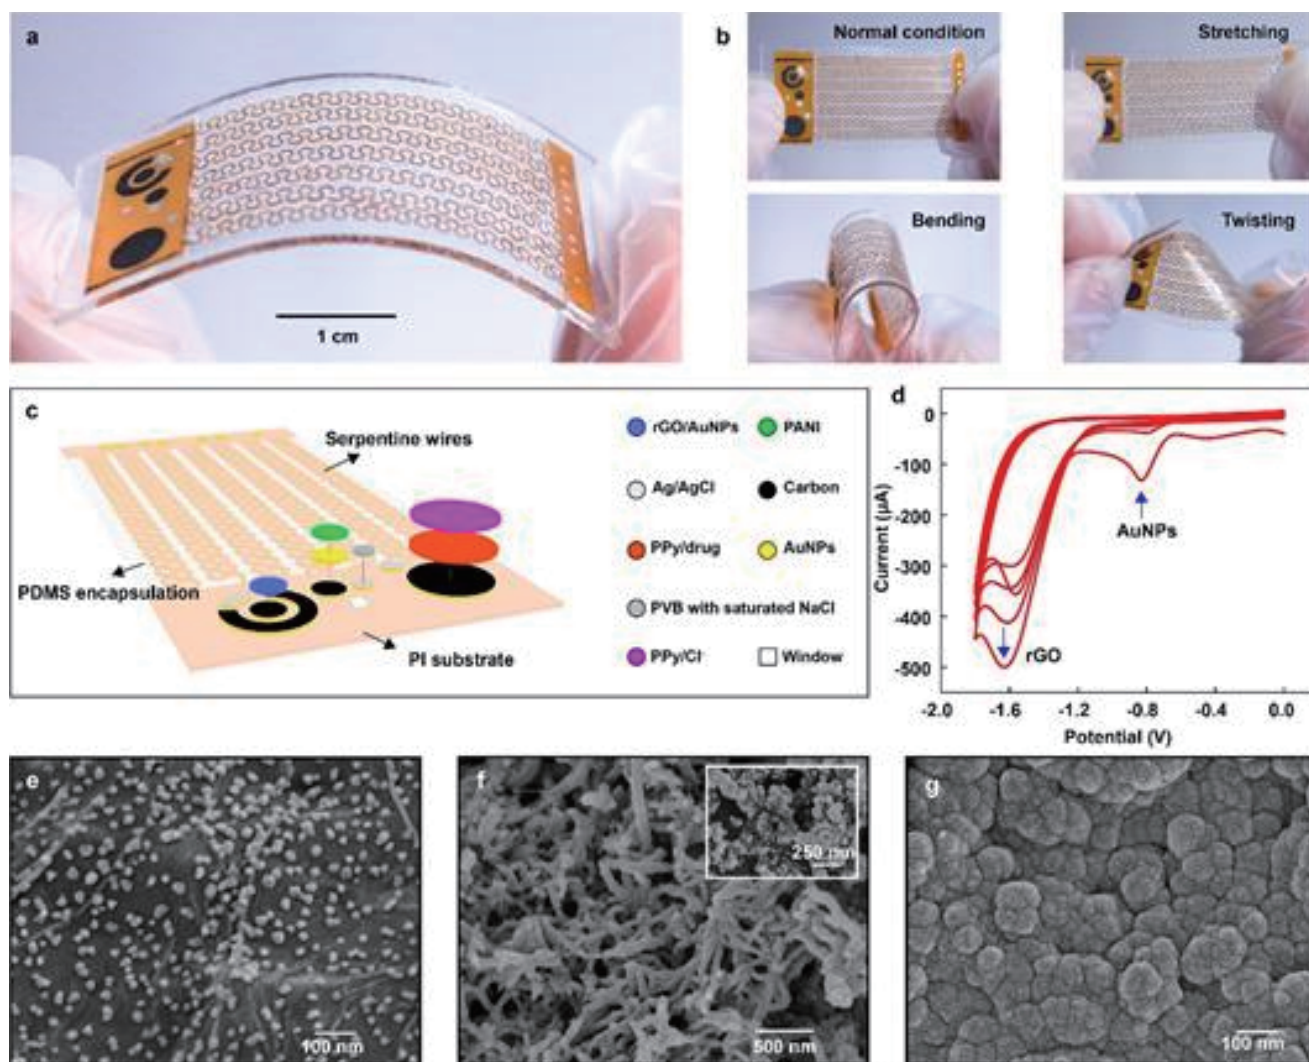 a
1 cm
b
Normal condition
Stretching
Bending
Twisting
c
Serpentine wires
PDMS encapsulation
PI substrate
rGO/AuNPs
PANI
Ag/AgCl
Carbon
PPy/drug
AuNPs
PVB with saturated NaCl
PPy/Cl⁻
Window
d
0
-100
-200
-300
-400
-500
Current (µA)
AuNPs
rGO
-2.0 -1.6 -1.2 -0.8 -0.4 0.0
Potential (V)
e
100 nm
f
250 nm
500 nm
g
100 nm